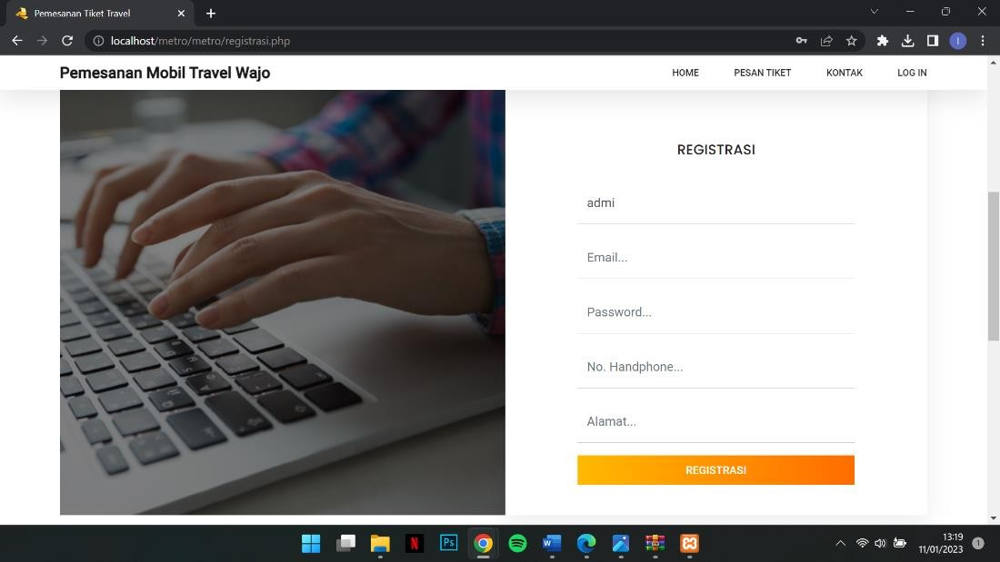 Pemesanan Tiket Travel
localhost/metro/metro/registrasi.php
Pemesanan Mobil Travel Wajo
HOME
PESAN TIKET
KONTAK
LOG IN
REGISTRASI
admi
Email...
Password...
No. Handphone...
Alamat...
REGISTRASI
13:19
11/01/2023